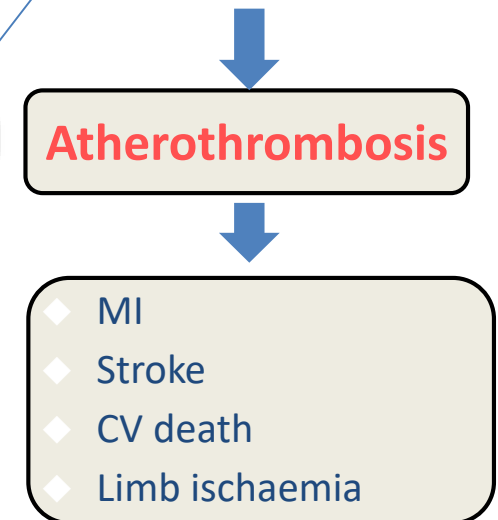 Atherothrombosis
MI
Stroke
CV death
Limb ischaemia